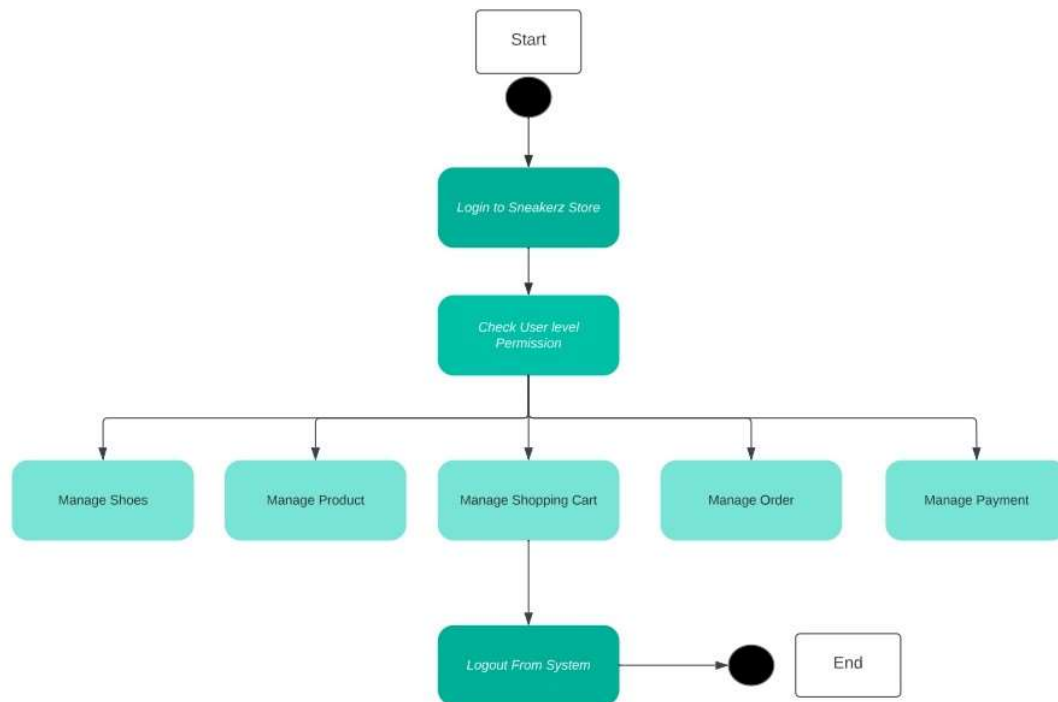 Start
Login to Sneakerz Store
Check User level
Permission
Manage Shoes
Manage Product
Manage Shopping Cart
Manage Order
Manage Payment
Logout From System
End